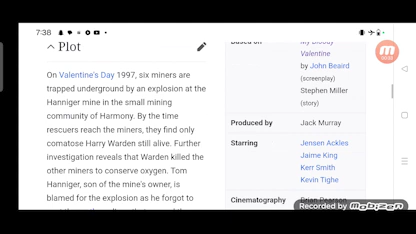 7:38
Plot
On Valentine's Day 1997, six miners are
trapped underground by an explosion at the
Hanniger mine in the small mining
community of Harmony. By the time
rescuers reach the miners, they find only
comatose Harry Warden still alive. Further
investigation reveals that Warden killed the
other miners to conserve oxygen. Tom
Hanniger, son of the mine's owner, is
blamed for the explosion as he forgot to
Based on
My Bloody
Valentine
by John Beaird
(screenplay)
Stephen Miller
(story)
Produced by
Jack Murray
Starring
Jensen Ackles
Jaime King
Kerr Smith
Kevin Tighe
Cinematography
Brian Pearson
Recorded by
MOBIZEN